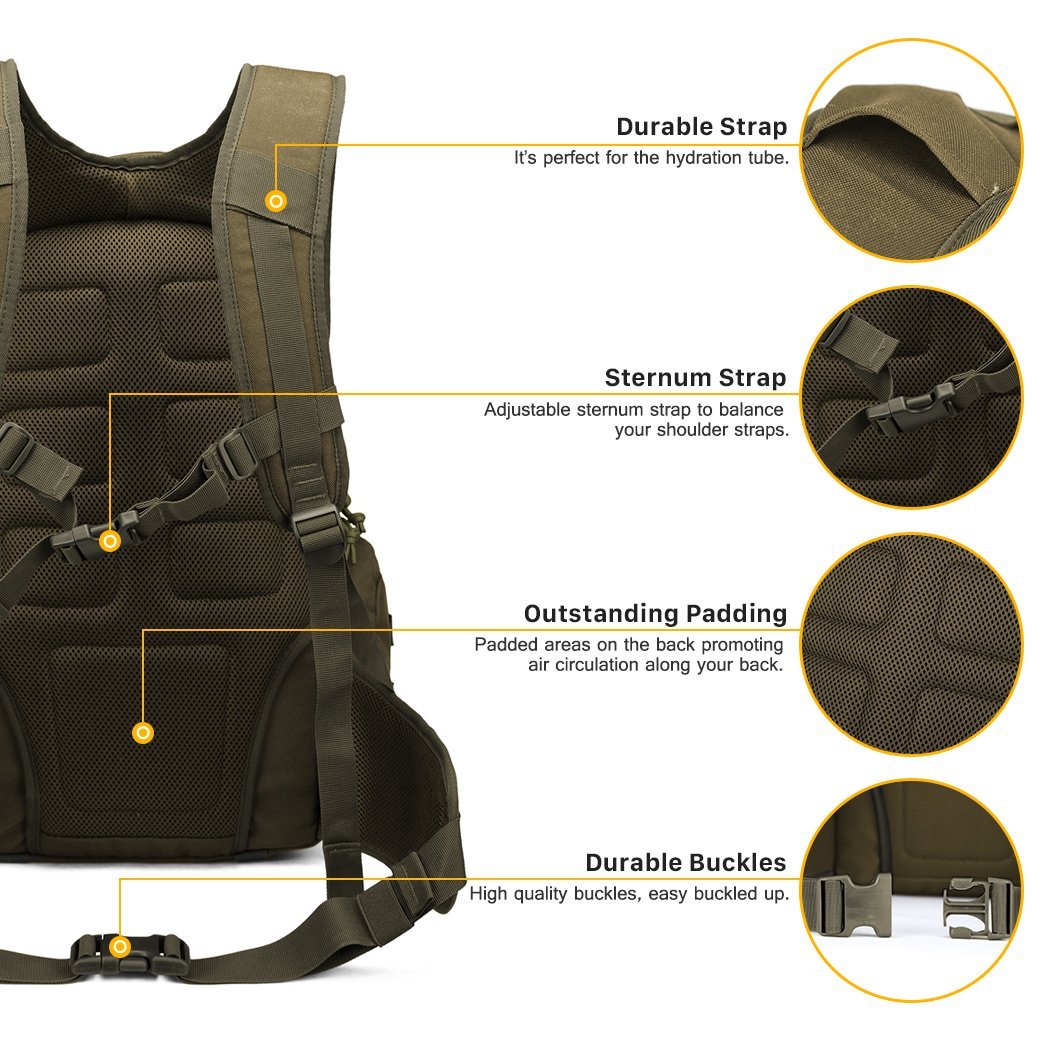 Durable Strap
It's perfect for the hydration tube.
Sternum Strap
Adjustable sternum strap to balance
your shoulder straps.
Outstanding Padding
Padded areas on the back promoting
air circulation along your back.
Durable Buckles
High quality buckles, easy buckled up.